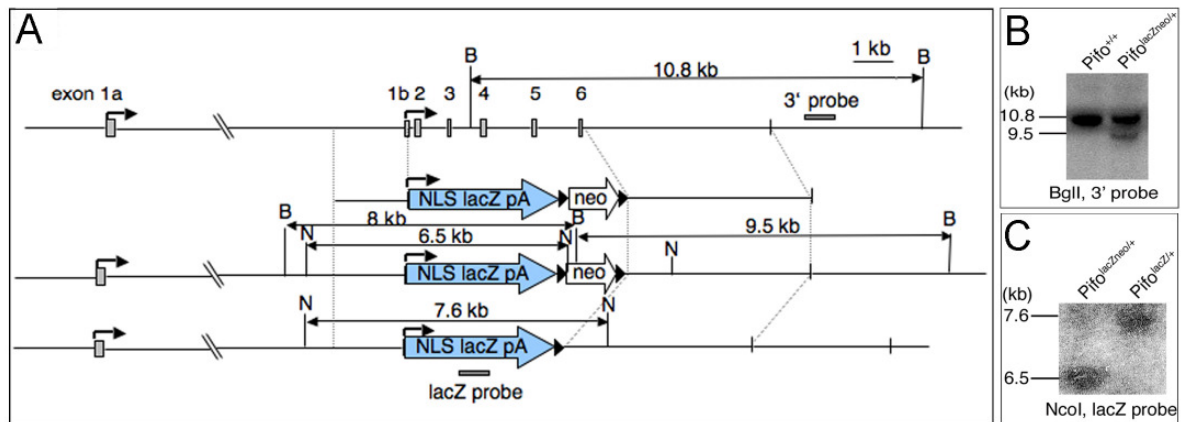 A
exon 1a
1b 2 3 4 5 6
B
10.8 kb
B
1 kb
3' probe
NLS lacZ pA
neo
B
8 kb
B
N
6.5 kb
N
9.5 kb
B
N
NLS lacZ pA
neo
N
7.6 kb
N
NLS lacZ pA
lacZ probe
B
Pifo+/+
PifolacZneo/+
(kb)
10.8
9.5
BglI, 3' probe
C
PifolacZneo/+
PifolacZ/+
(kb)
7.6
6.5
NcoI, lacZ probe